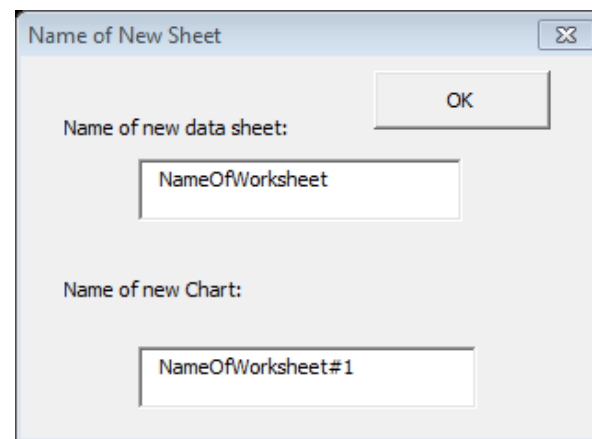 Name of New Sheet
OK
Name of new data sheet:
NameOfWorksheet
Name of new Chart:
NameOfWorksheet#1